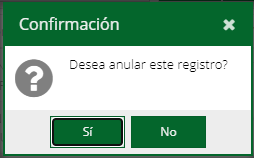 Confirmación
Desea anular este registro?
Sí
No